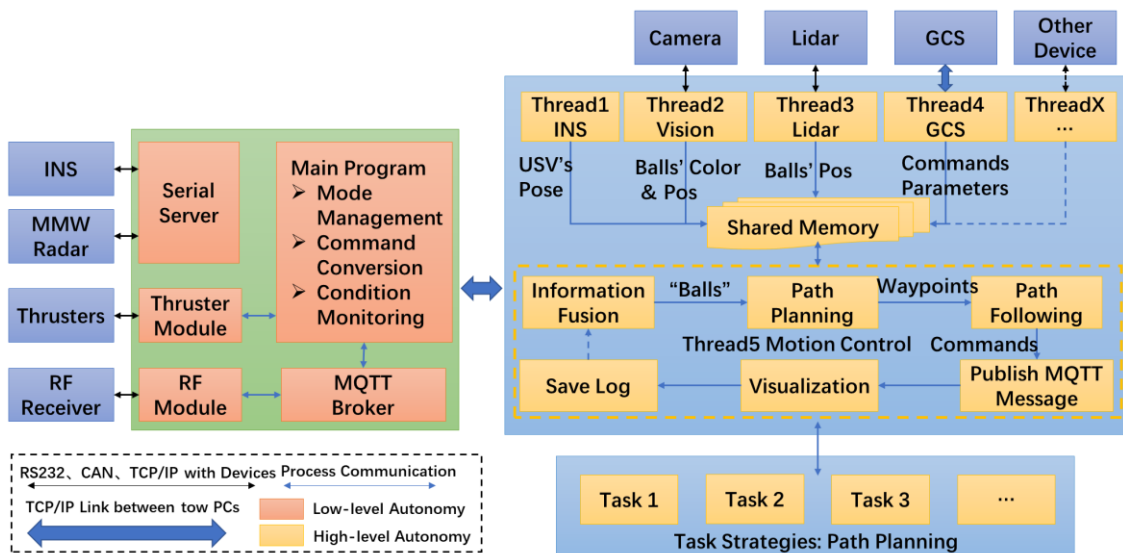 Camera
Lidar
GCS
Other
Device
Thread1
INS
Thread2
Vision
Thread3
Lidar
Thread4
GCS
ThreadX
…
USV's
Pose
Balls' Color
& Pos
Balls' Pos
Commands
Parameters
Shared Memory
INS
MMW
Radar
Thrusters
RF
Receiver
Serial
Server
Thruster
Module
RF
Module
Main Program
➢ Mode
Management
➢ Command
Conversion
➢ Condition
Monitoring
MQTT
Broker
Information
Fusion
"Balls"
Path
Planning
Waypoints
Path
Following
Thread5 Motion Control
Commands
Save Log
Visualization
Publish MQTT
Message
Task 1
Task 2
Task 3
…
Task Strategies: Path Planning
RS232、CAN、TCP/IP with Devices
Process Communication
TCP/IP Link between tow PCs
Low-level Autonomy
High-level Autonomy